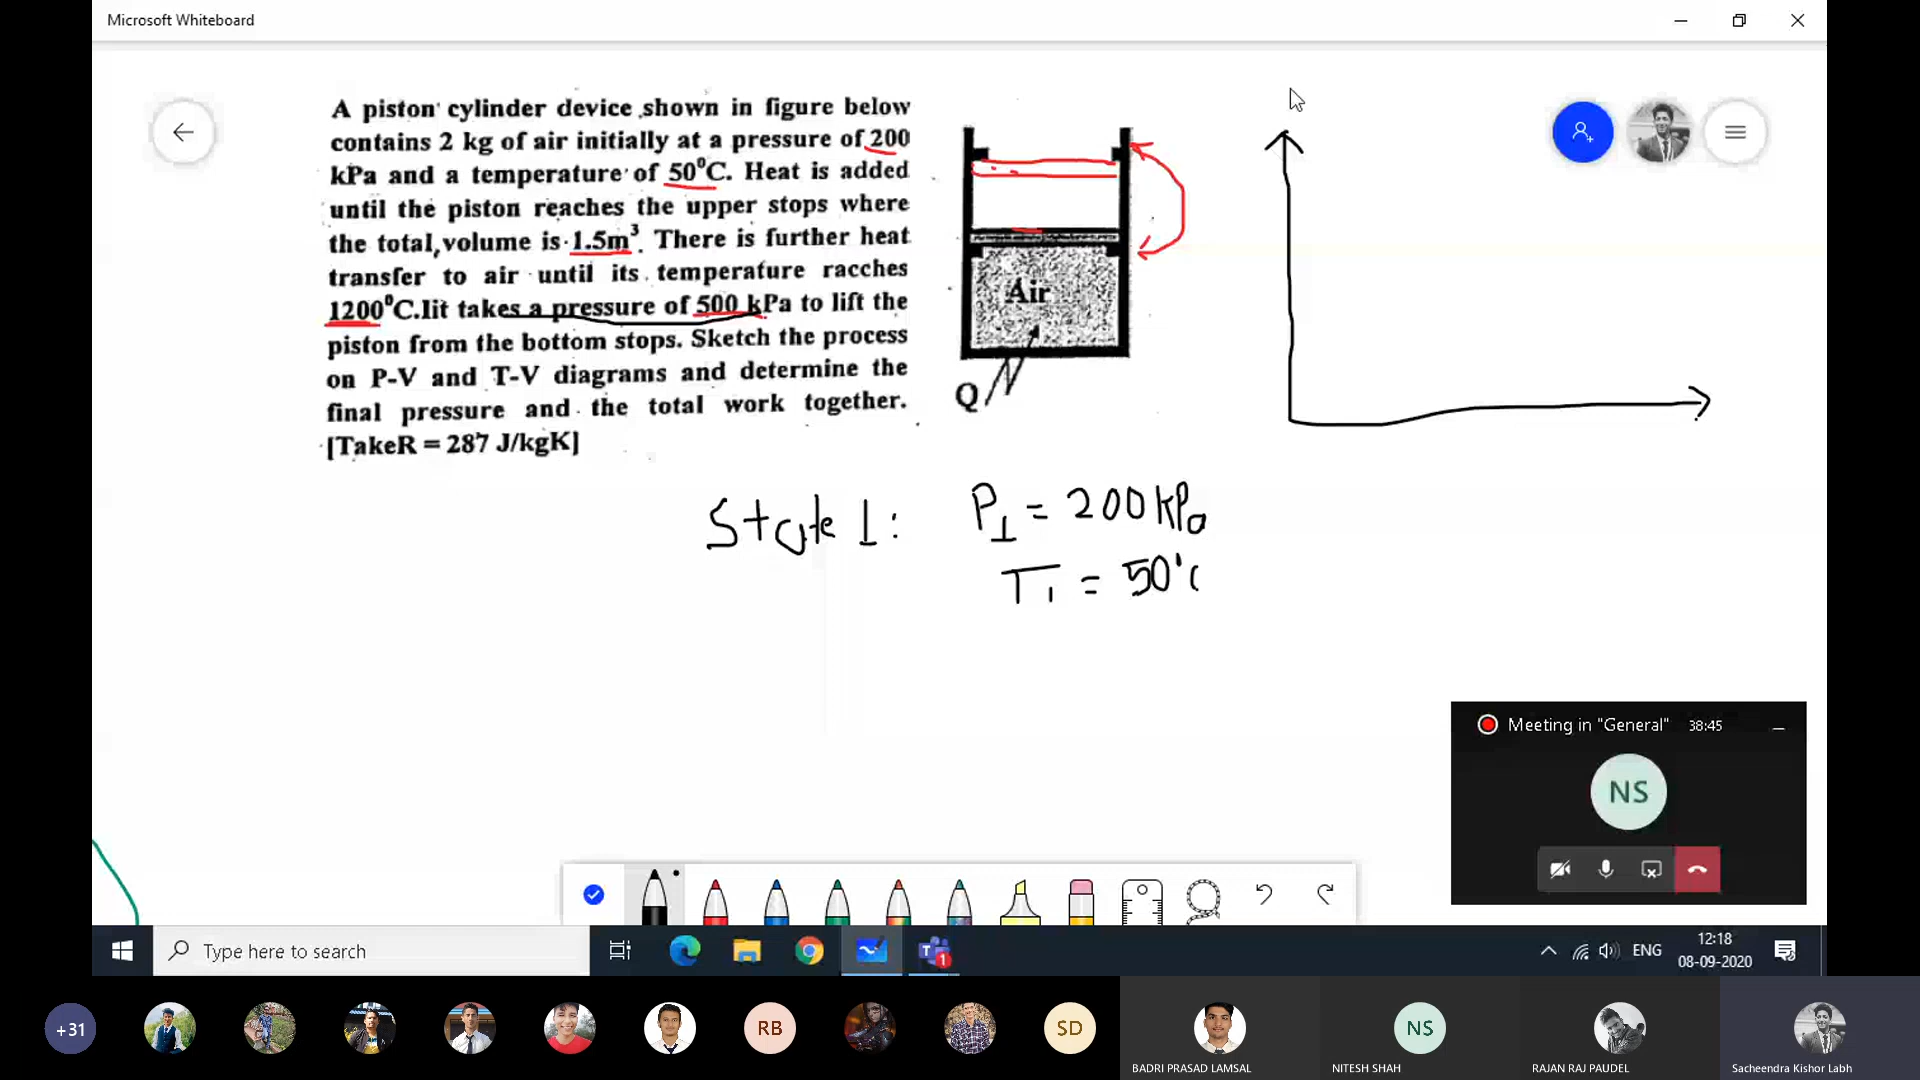 Microsoft Whiteboard
A piston cylinder device shown in figure below
contains 2 kg of air initially at a pressure of 200
kPa and a temperature of 50⁰C. Heat is added
until the piston reaches the upper stops where
the total volume is 1.5m³. There is further heat
transfer to air until its temperature racches
1200⁰C.Iit takes a pressure of 500 kPa to lift the
piston from the bottom stops. Sketch the process
on P-V and T-V diagrams and determine the
final pressure and the total work together.
[TakeR = 287 J/kgK]
Air
Q
State 1: P1 = 200 kPa
T1 = 50°C
Meeting in "General" 38:45
NS
Type here to search
1
ENG
12:18
08-09-2020
+31
RB
SD
NS
BADRI PRASAD LAMSAL
NITESH SHAH
RAJAN RAJ PAUDEL
Sacheendra Kishor Labh